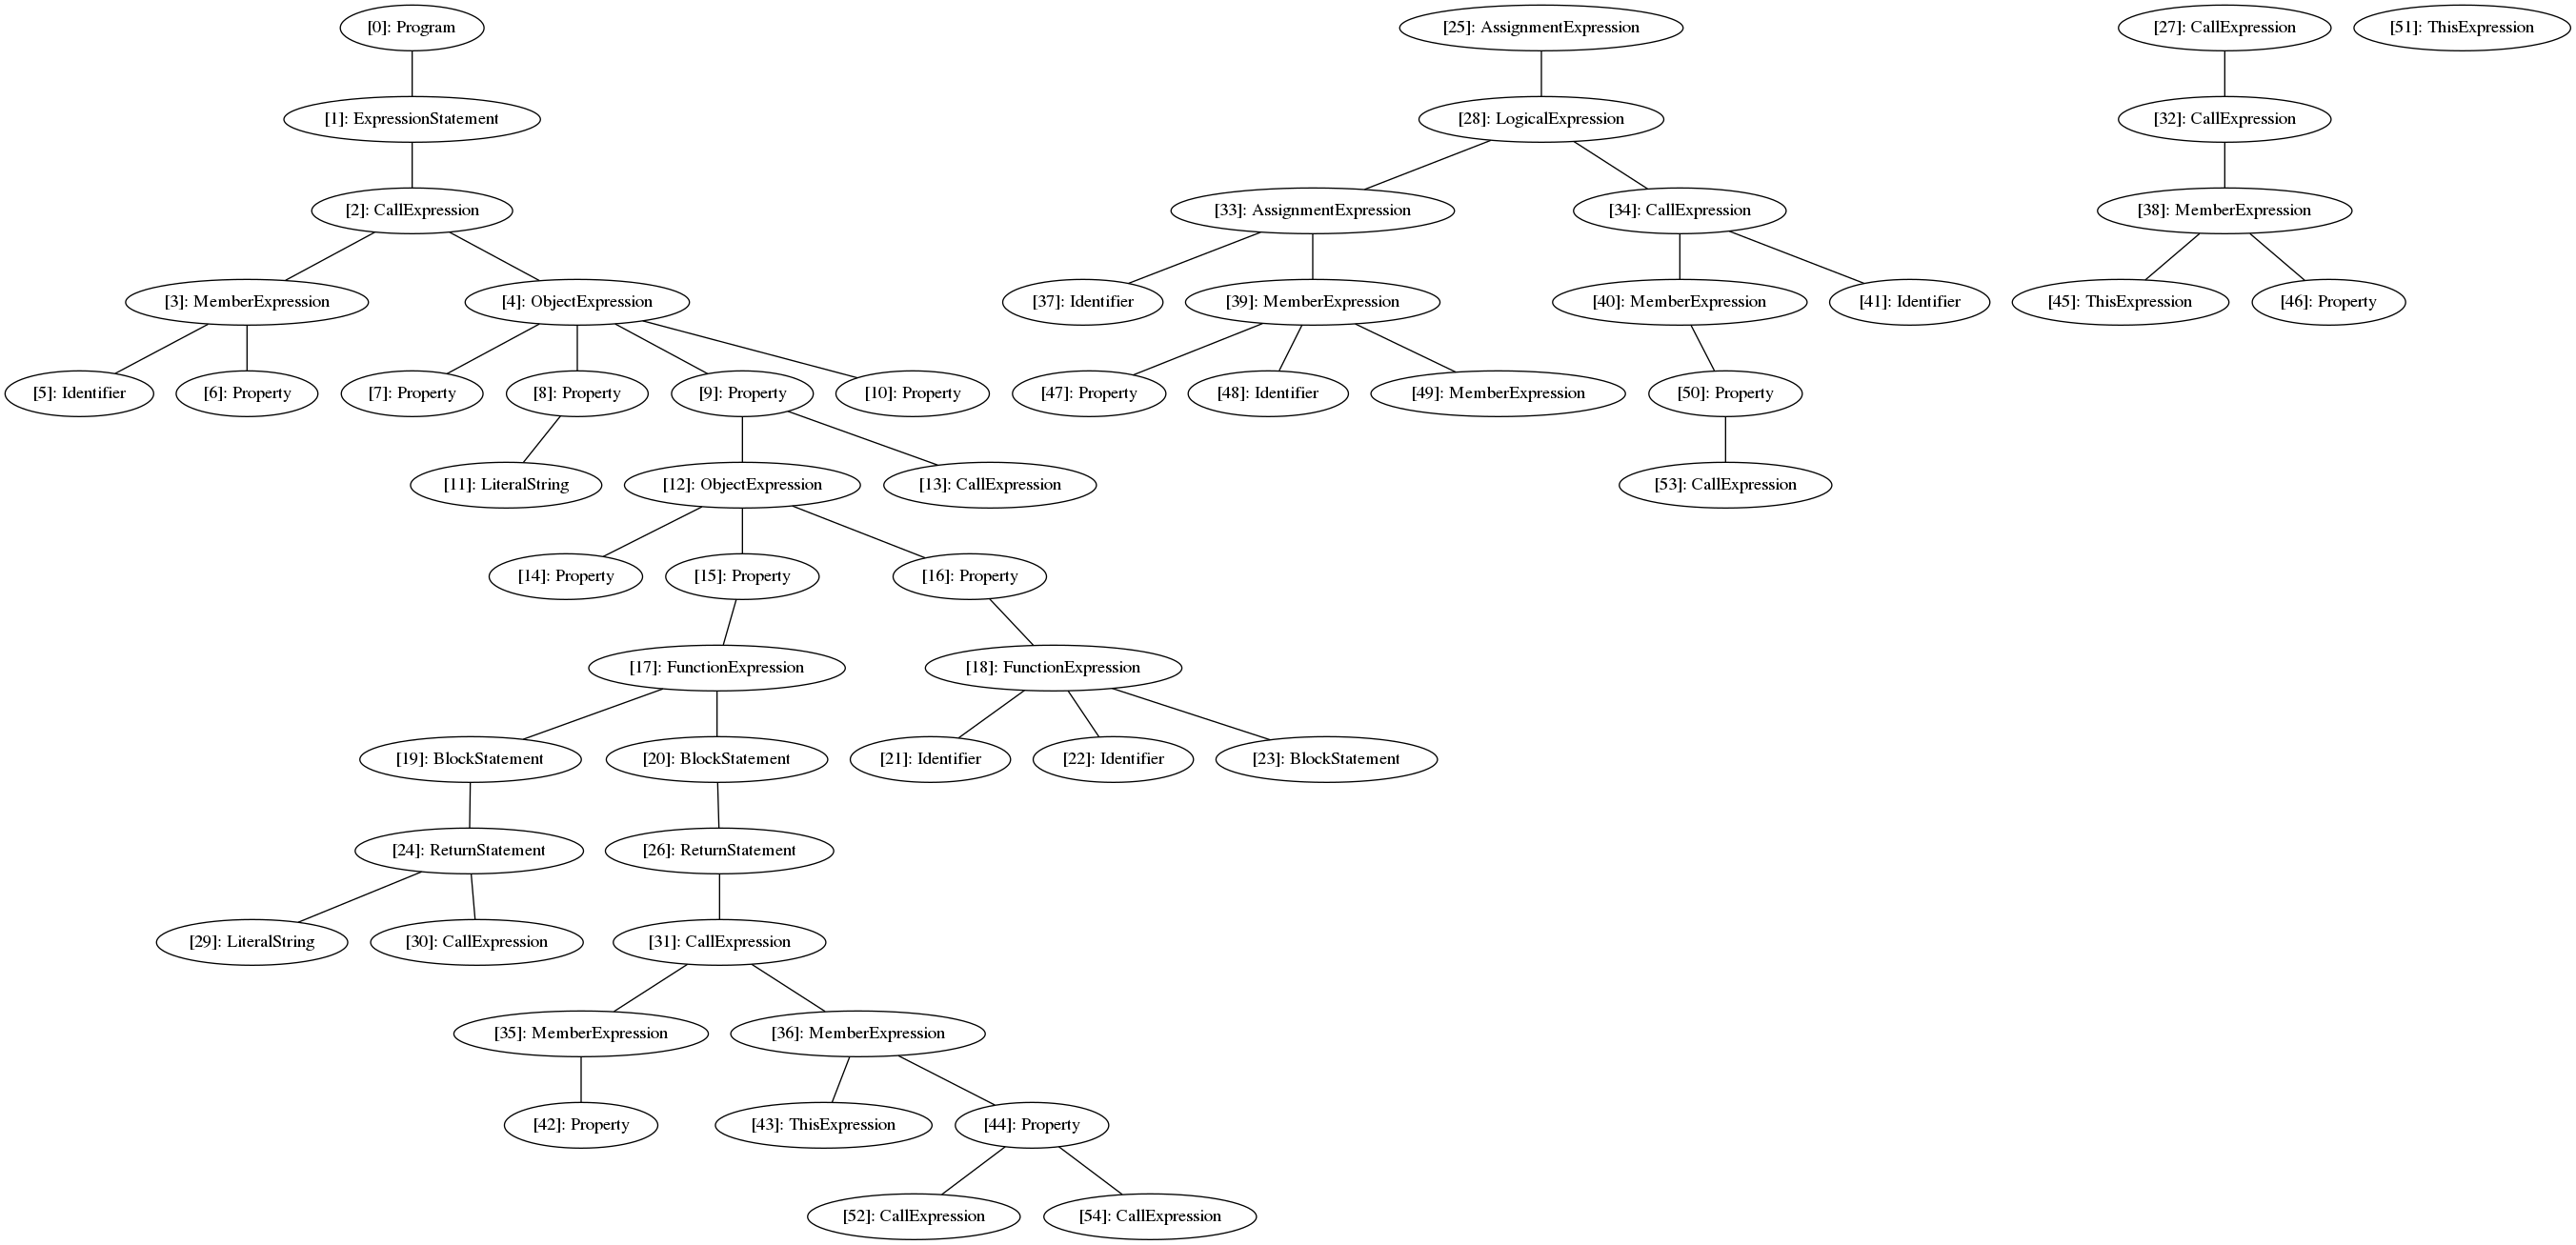 [0]: Program
[25]: AssignmentExpression
[27]: CallExpression
[51]: ThisExpression
[1]: ExpressionStatement
[28]: LogicalExpression
[32]: CallExpression
[2]: CallExpression
[33]: AssignmentExpression
[34]: CallExpression
[38]: MemberExpression
[3]: MemberExpression
[4]: ObjectExpression
[37]: Identifier
[39]: MemberExpression
[40]: MemberExpression
[41]: Identifier
[45]: ThisExpression
[46]: Property
[5]: Identifier
[6]: Property
[7]: Property
[8]: Property
[9]: Property
[10]: Property
[47]: Property
[48]: Identifier
[49]: MemberExpression
[50]: Property
[11]: LiteralString
[12]: ObjectExpression
[13]: CallExpression
[53]: CallExpression
[14]: Property
[15]: Property
[16]: Property
[17]: FunctionExpression
[18]: FunctionExpression
[19]: BlockStatement
[20]: BlockStatement
[21]: Identifier
[22]: Identifier
[23]: BlockStatement
[24]: ReturnStatement
[26]: ReturnStatement
[29]: LiteralString
[30]: CallExpression
[31]: CallExpression
[35]: MemberExpression
[36]: MemberExpression
[42]: Property
[43]: ThisExpression
[44]: Property
[52]: CallExpression
[54]: CallExpression